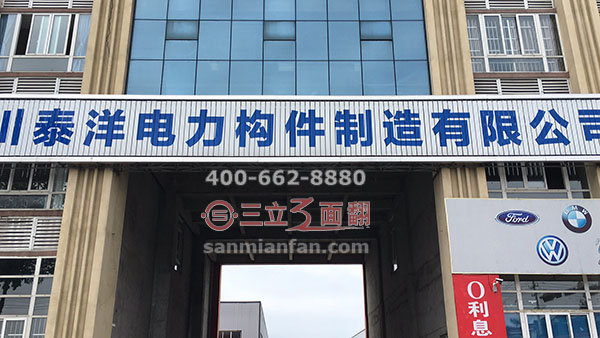 川泰洋电力构件制造有限公司
400-662-8880
三立3面翻
sanmianfan.com
Ford
BMW
0利息